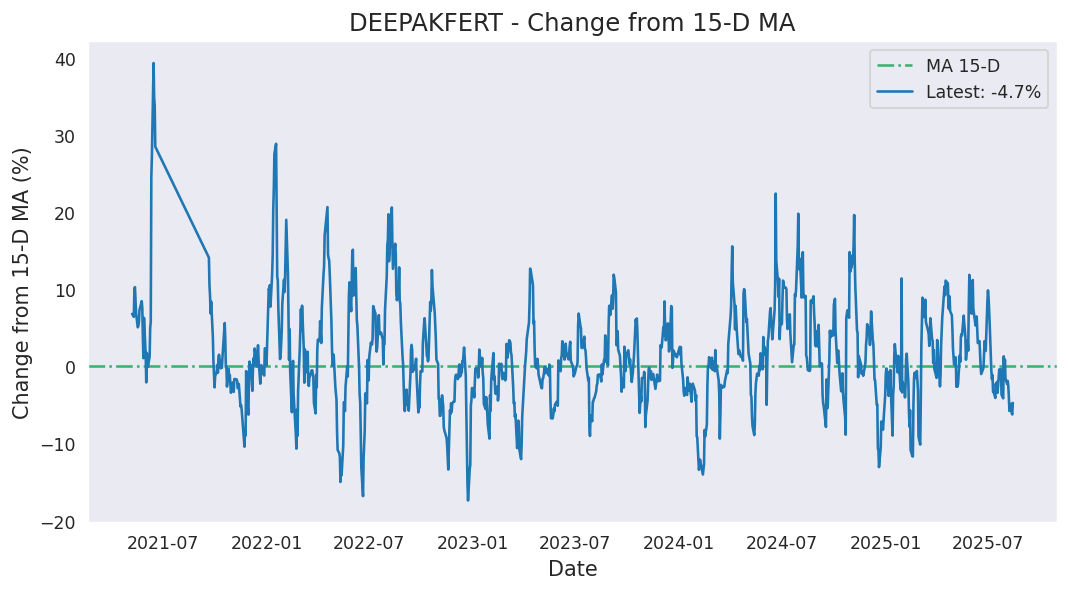 DEEPAKFERT - Change from 15-D MA
MA 15-D
Latest: -4.7%
Change from 15-D MA (%)
40
30
20
10
0
−10
−20
2021-07 2022-01 2022-07 2023-01 2023-07 2024-01 2024-07 2025-01 2025-07
Date